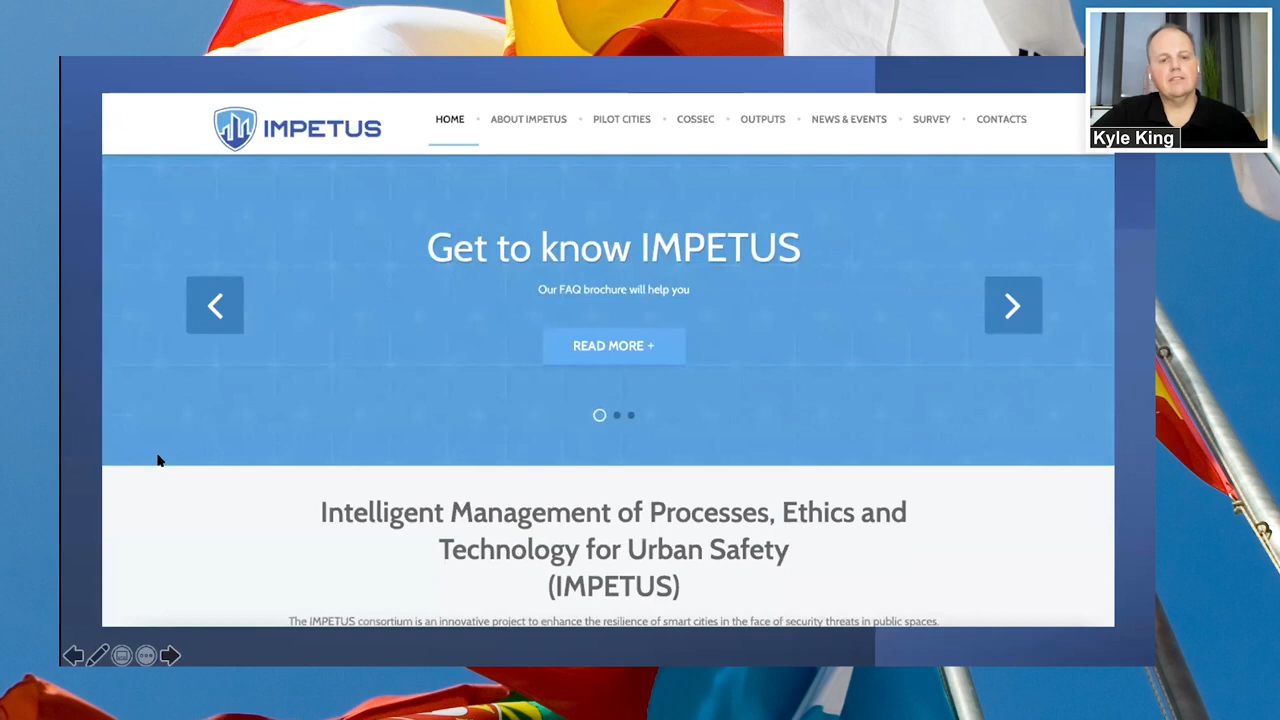 IMPETUS
HOME
ABOUT IMPETUS
PILOT CITIES
COSSEC
OUTPUTS
NEWS & EVENTS
SURVEY
CONTACTS
Kyle King
Get to know IMPETUS
Our FAQ brochure will help you
READ MORE +
Intelligent Management of Processes, Ethics and
Technology for Urban Safety
(IMPETUS)
The IMPETUS consortium is an innovative project to enhance the resilience of smart cities in the face of security threats in public spaces.